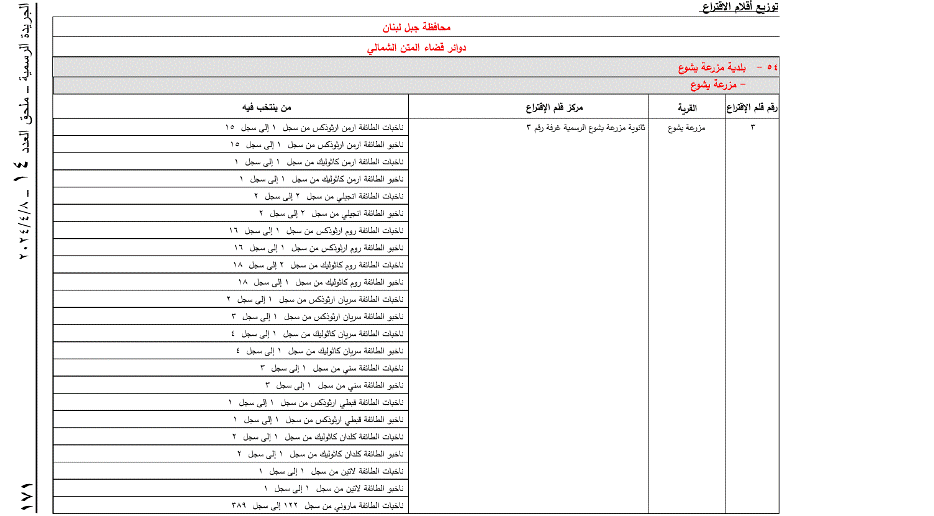 توزيع أقلام الاقتراع
محافظة جبل لبنان
دوائر قضاء المتن الشمالي
٥٤ - بلدية مزرعة يشوع
- مزرعة يشوع
رقم قلم الإقتراع القرية مركز قلم الإقتراع من ينتخب فيه
٣ مزرعة يشوع ثانوية مزرعة يشوع الرسمية غرفة رقم ٣ ناخبات الطائفة ارمن ارثوذكس من سجل ١ إلى سجل ١٥
ناخبو الطائفة ارمن ارثوذكس من سجل ١ إلى سجل ١٥
ناخبات الطائفة ارمن كاثوليك من سجل ١ إلى سجل ١
ناخبو الطائفة ارمن كاثوليك من سجل ١ إلى سجل ١
ناخبات الطائفة انجيلي من سجل ٢ إلى سجل ٢
ناخبو الطائفة انجيلي من سجل ٢ إلى سجل ٢
ناخبات الطائفة روم ارثوذكس من سجل ١ إلى سجل ١٦
ناخبو الطائفة روم ارثوذكس من سجل ١ إلى سجل ١٦
ناخبات الطائفة روم كاثوليك من سجل ٢ إلى سجل ١٨
ناخبو الطائفة روم كاثوليك من سجل ١ إلى سجل ١٨
ناخبات الطائفة سريان ارثوذكس من سجل ١ إلى سجل ٢
ناخبو الطائفة سريان ارثوذكس من سجل ١ إلى سجل ٣
ناخبات الطائفة سريان كاثوليك من سجل ١ إلى سجل ٤
ناخبو الطائفة سريان كاثوليك من سجل ١ إلى سجل ٤
ناخبات الطائفة سني من سجل ١ إلى سجل ٣
ناخبو الطائفة سني من سجل ١ إلى سجل ٣
ناخبات الطائفة قبطي ارثوذكس من سجل ١ إلى سجل ١
ناخبو الطائفة قبطي ارثوذكس من سجل ١ إلى سجل ١
ناخبات الطائفة كلدان كاثوليك من سجل ١ إلى سجل ٢
ناخبو الطائفة كلدان كاثوليك من سجل ١ إلى سجل ٢
ناخبات الطائفة لاتين من سجل ١ إلى سجل ١
ناخبو الطائفة لاتين من سجل ١ إلى سجل ١
ناخبات الطائفة ماروني من سجل ١٢٢ إلى سجل ٣٨٩
الجريدة الرسمية – ملحق العدد ١٤ – ٢٠٢٤/٤/٨
١٧١